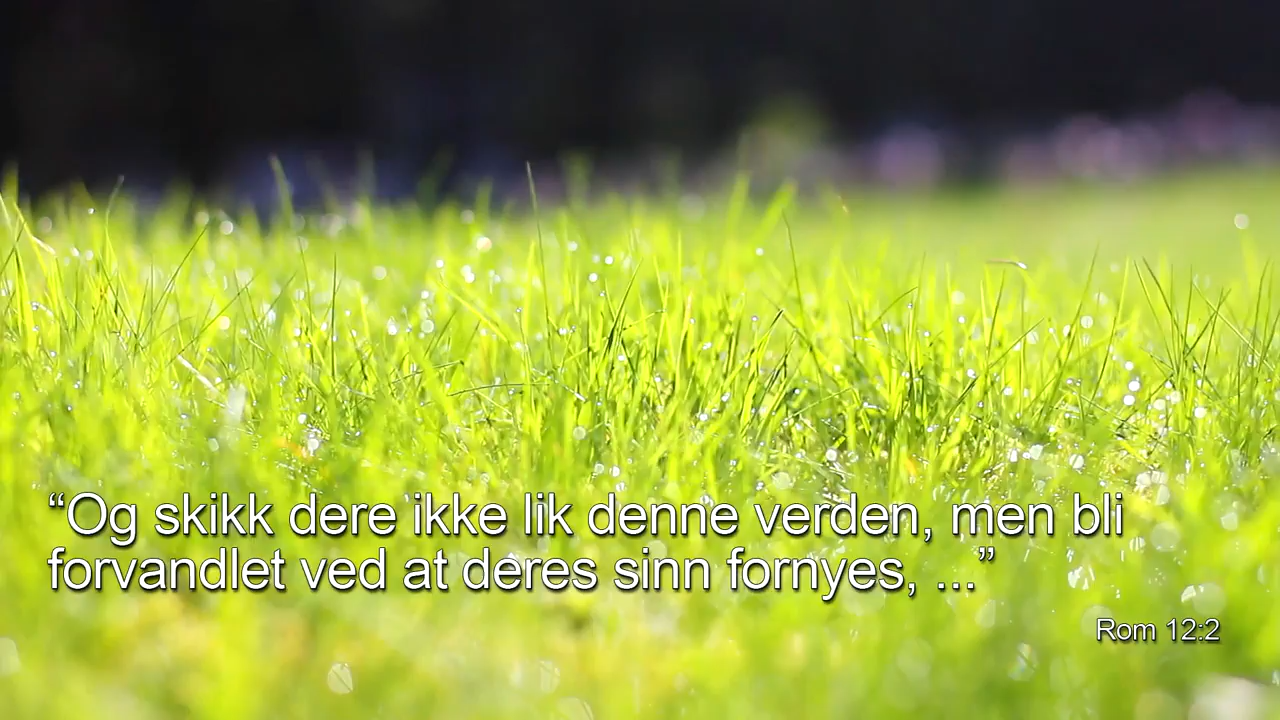 “Og skikk dere ikke lik denne verden, men bli
forvandlet ved at deres sinn fornyes, ...”
Rom 12:2